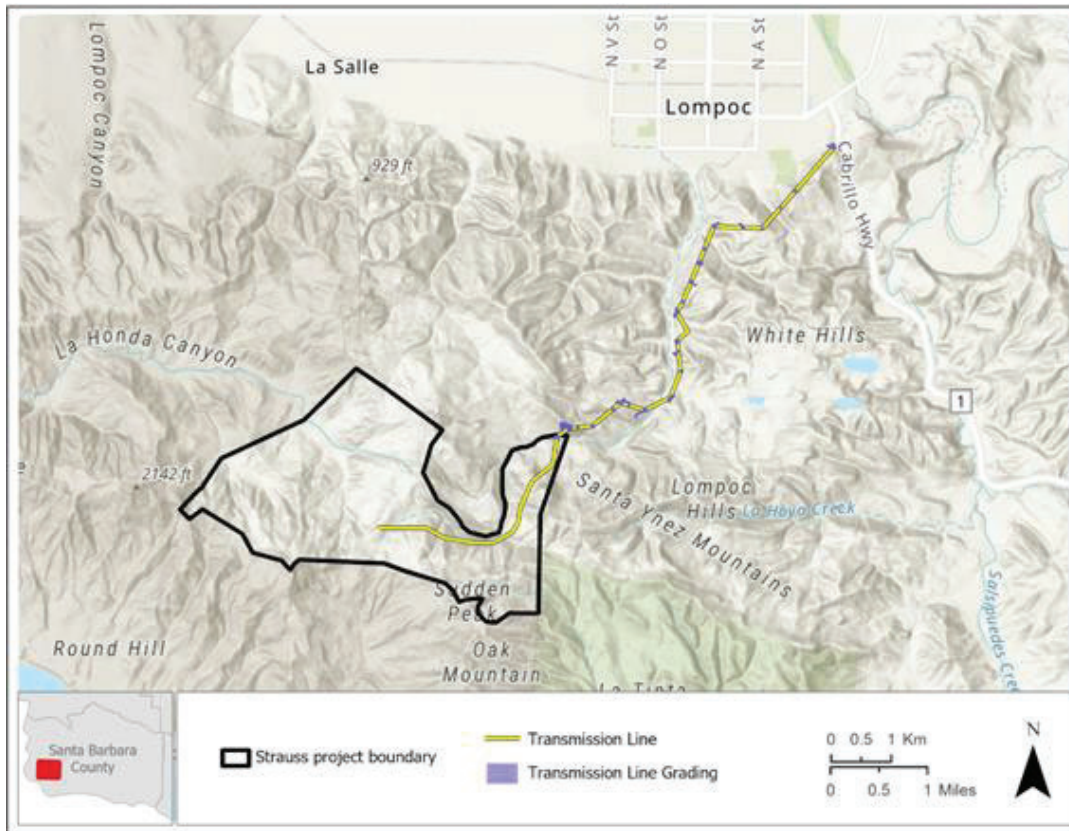 Lompoc Canyon
La Salle
N V St
N O St
N A St
Lompoc
929 ft
Cabrillo Hwy
La Honda Canyon
White Hills
1
2142 ft
Santa Ynez Mountains
Lompoc
Hills
La Hoya Creek
Sudden
Peak
Salsipuedes Creek
Round Hill
Oak
Mountain
La Tinta
Santa Barbara
County
Strauss project boundary
Transmission Line
Transmission Line Grading
0 0.5 1 Km
0 0.5 1 Miles
N